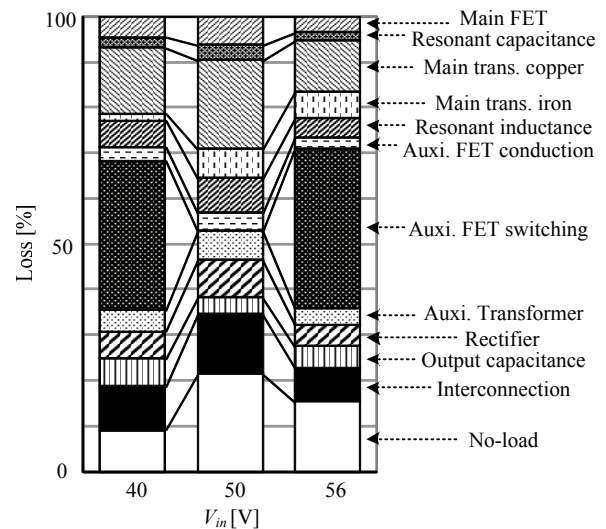 100
50
0
Loss [%]
40
50
56
V_in [V]
Main FET
Resonant capacitance
Main trans. copper
Main trans. iron
Resonant inductance
Auxi. FET conduction
Auxi. FET switching
Auxi. Transformer
Rectifier
Output capacitance
Interconnection
No-load